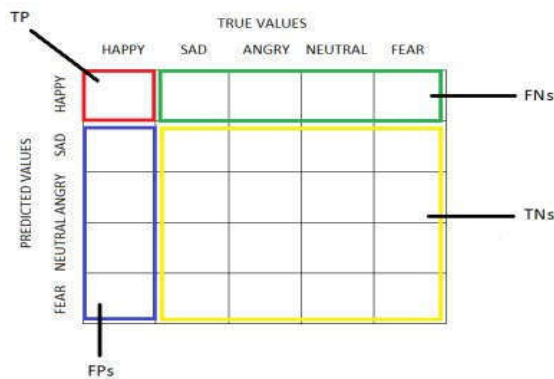 TP
TRUE VALUES
HAPPY SAD ANGRY NEUTRAL FEAR
PREDICTED VALUES
HAPPY
SAD
ANGRY
NEUTRAL
FEAR
FNs
TNs
FPs